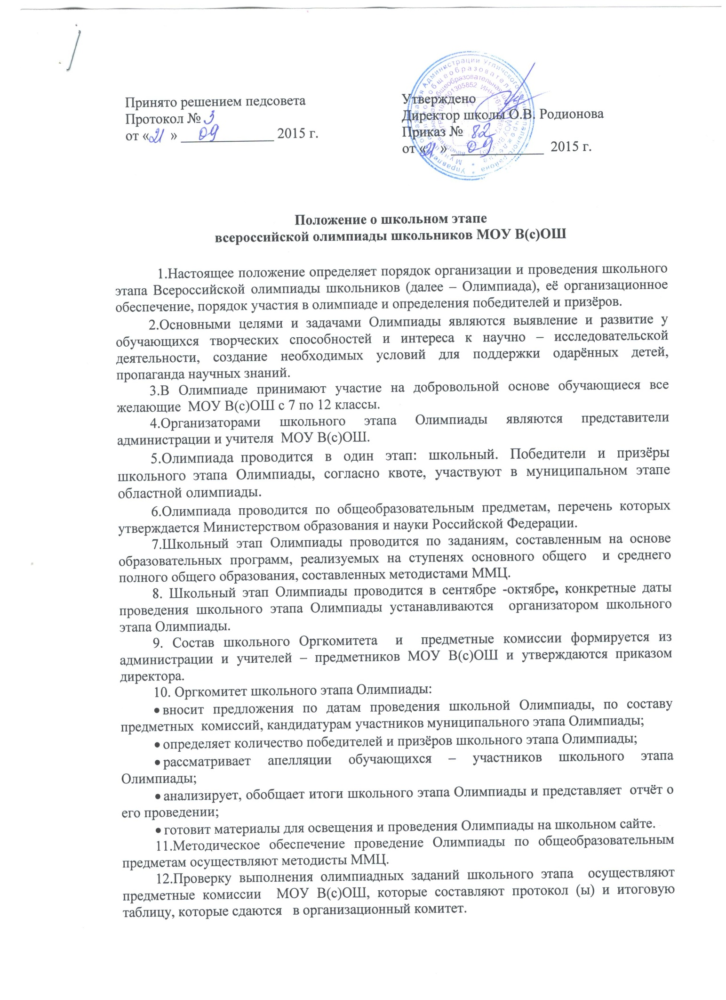 Принято решением педсовета
Протокол № 3
от «21» 09 2015 г.
Утверждено
Директор школы О.В. Родионова
Приказ № 82
от «21» 09 2015 г.
Положение о школьном этапе
всероссийской олимпиады школьников МОУ В(с)ОШ
1.Настоящее положение определяет порядок организации и проведения школьного
этапа Всероссийской олимпиады школьников (далее – Олимпиада), её организационное
обеспечение, порядок участия в олимпиаде и определения победителей и призёров.
2.Основными целями и задачами Олимпиады являются выявление и развитие у
обучающихся творческих способностей и интереса к научно – исследовательской
деятельности, создание необходимых условий для поддержки одарённых детей,
пропаганда научных знаний.
3.В Олимпиаде принимают участие на добровольной основе обучающиеся все
желающие МОУ В(с)ОШ с 7 по 12 классы.
4.Организаторами школьного этапа Олимпиады являются представители
администрации и учителя МОУ В(с)ОШ.
5.Олимпиада проводится в один этап: школьный. Победители и призёры
школьного этапа Олимпиады, согласно квоте, участвуют в муниципальном этапе
областной олимпиады.
6.Олимпиада проводится по общеобразовательным предметам, перечень которых
утверждается Министерством образования и науки Российской Федерации.
7.Школьный этап Олимпиады проводится по заданиям, составленным на основе
образовательных программ, реализуемых на ступенях основного общего и среднего
полного общего образования, составленных методистами ММЦ.
8. Школьный этап Олимпиады проводится в сентябре -октябре, конкретные даты
проведения школьного этапа Олимпиады устанавливаются организатором школьного
этапа Олимпиады.
9. Состав школьного Оргкомитета и предметные комиссии формируется из
администрации и учителей – предметников МОУ В(с)ОШ и утверждаются приказом
директора.
10. Оргкомитет школьного этапа Олимпиады:
• вносит предложения по датам проведения школьной Олимпиады, по составу
предметных комиссий, кандидатурам участников муниципального этапа Олимпиады;
• определяет количество победителей и призёров школьного этапа Олимпиады;
• рассматривает апелляции обучающихся – участников школьного этапа
Олимпиады;
• анализирует, обобщает итоги школьного этапа Олимпиады и представляет отчёт о
его проведении;
• готовит материалы для освещения и проведения Олимпиады на школьном сайте.
11.Методическое обеспечение проведение Олимпиады по общеобразовательным
предметам осуществляют методисты ММЦ.
12.Проверку выполнения олимпиадных заданий школьного этапа осуществляют
предметные комиссии МОУ В(с)ОШ, которые составляют протокол (ы) и итоговую
таблицу, которые сдаются в организационный комитет.